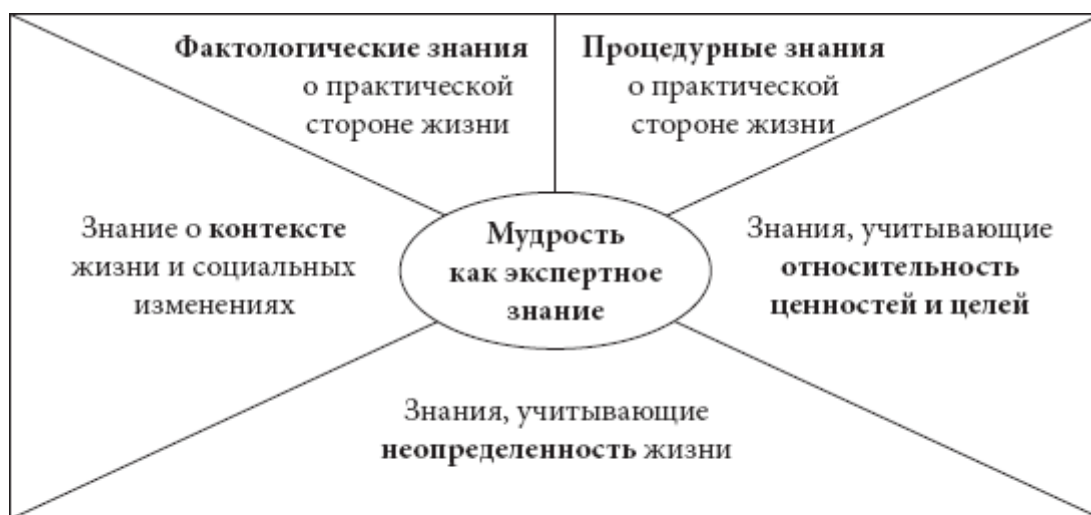 Фактологические знания
о практической
стороне жизни
Процедурные знания
о практической
стороне жизни
Знание о контексте
жизни и социальных
изменениях
Мудрость
как экспертное
знание
Знания, учитывающие
относительность
ценностей и целей
Знания, учитывающие
неопределенность жизни